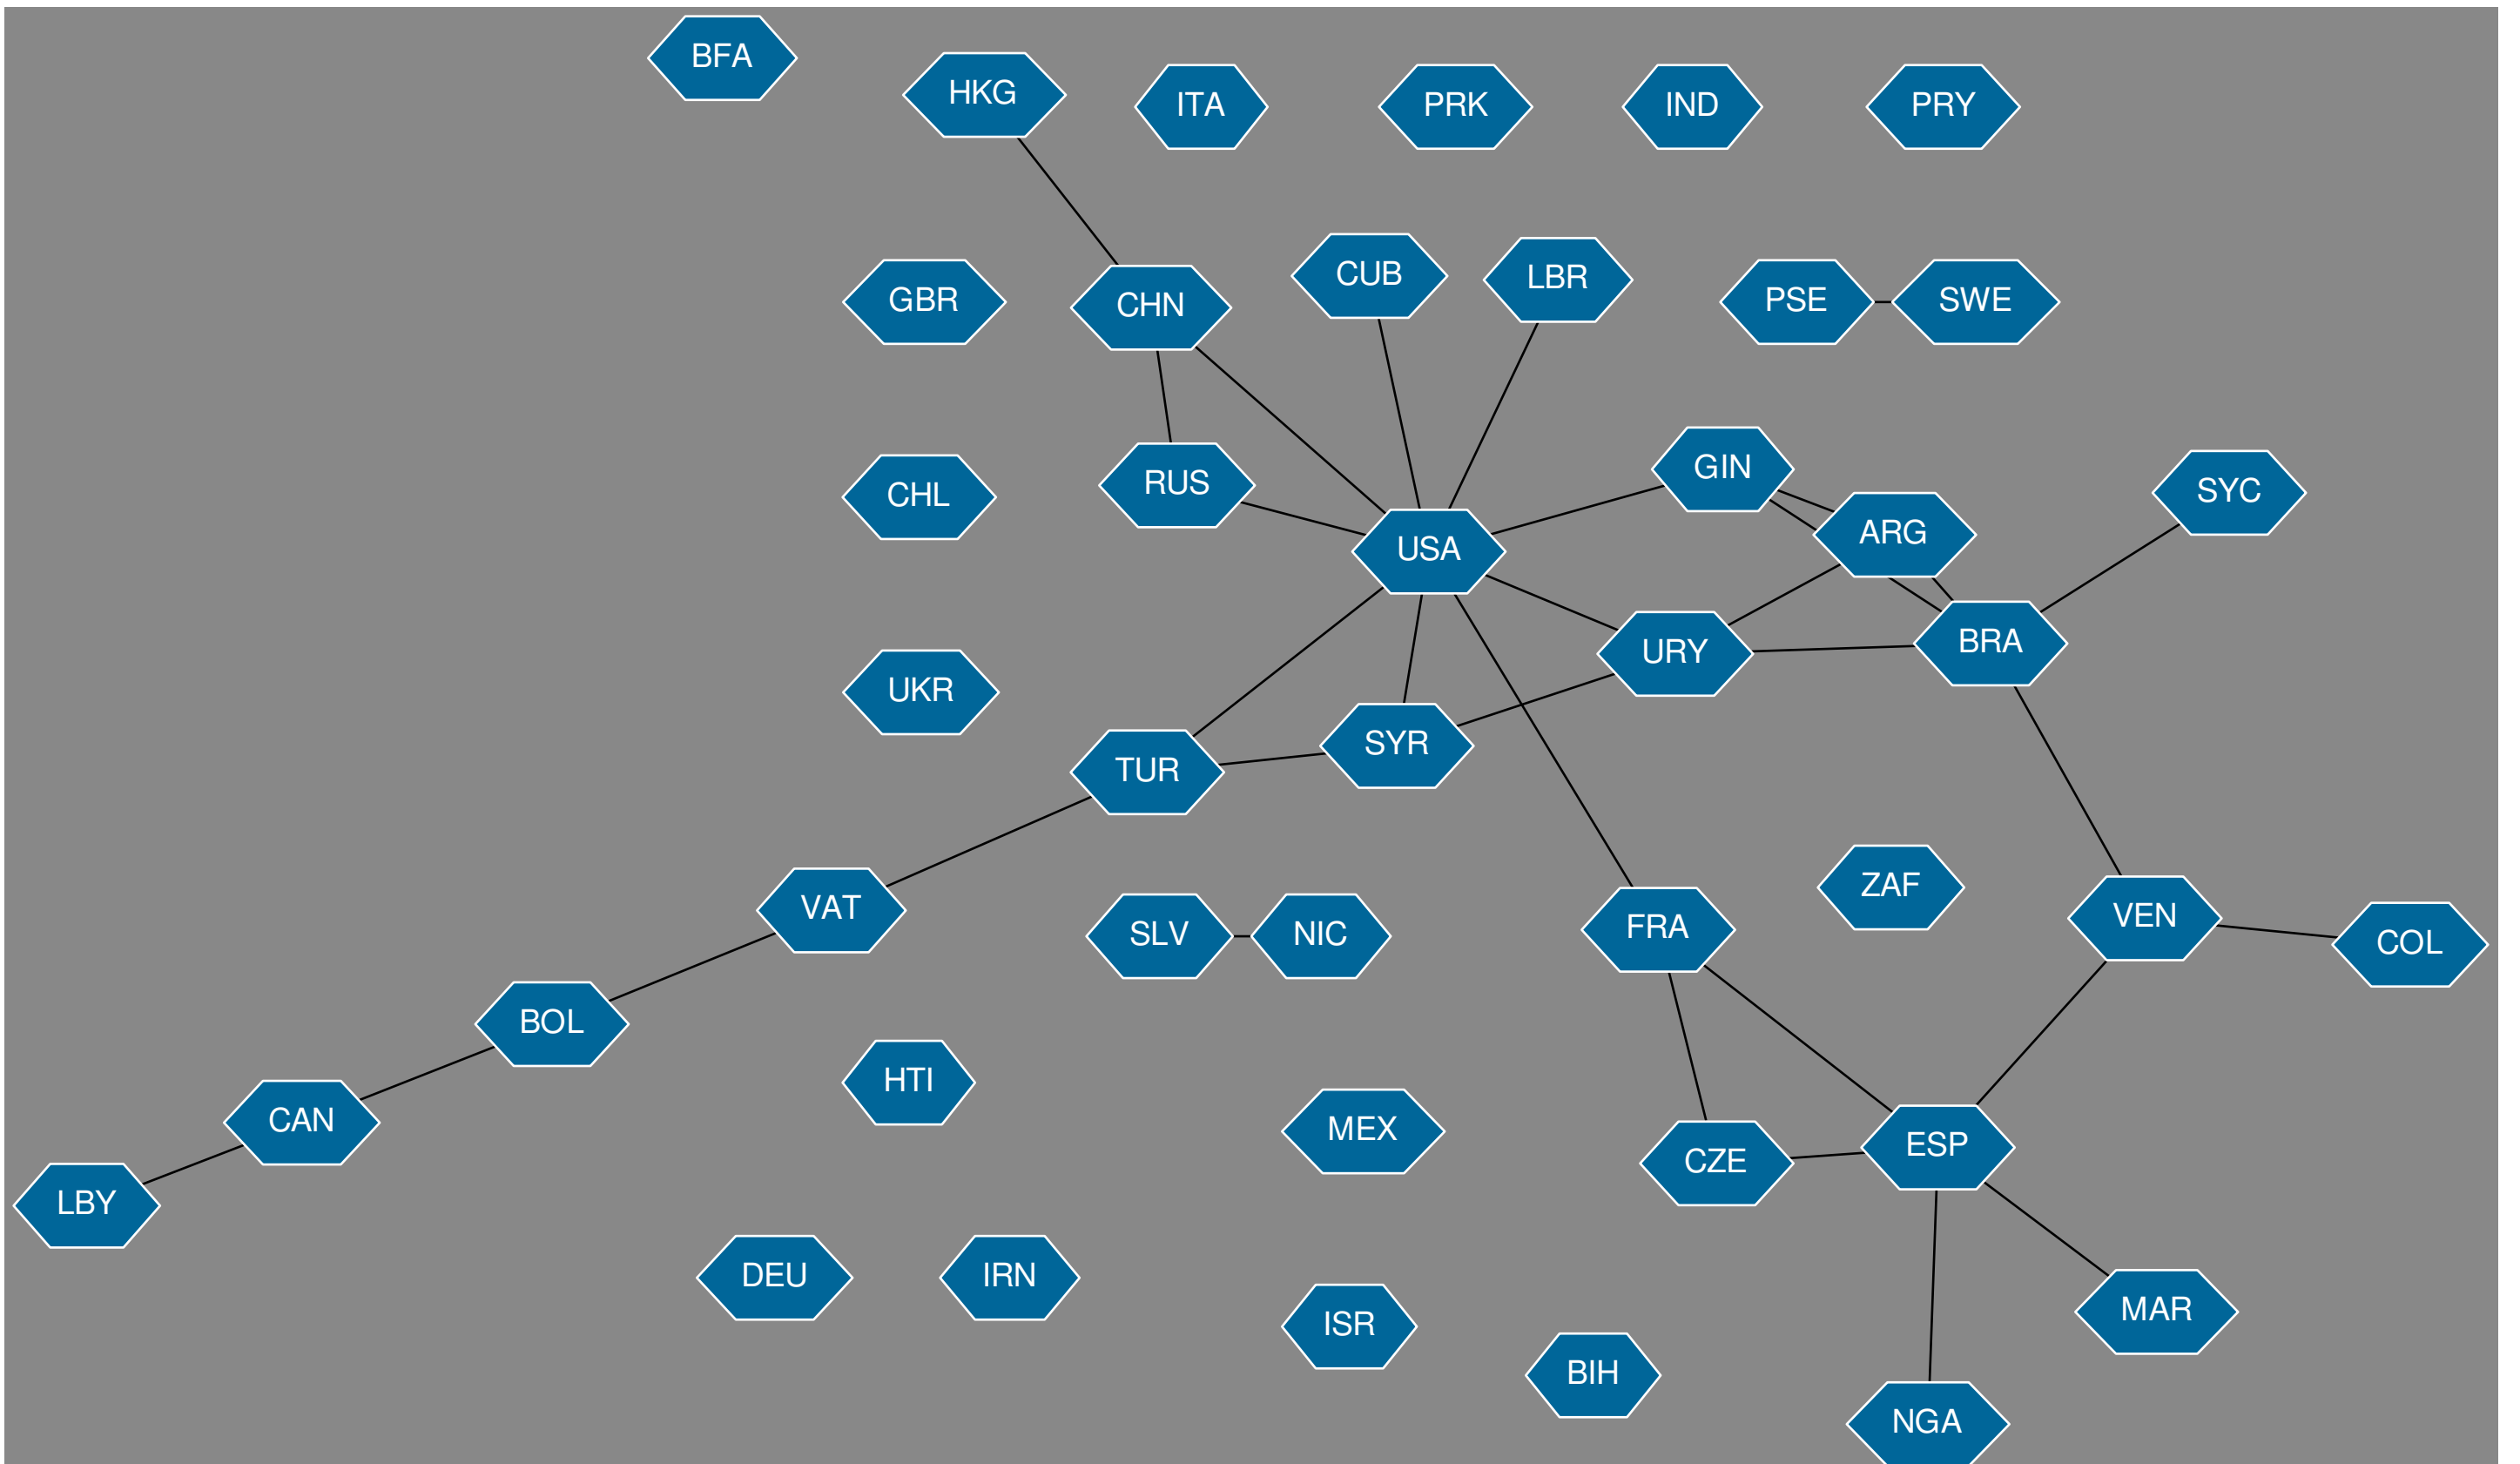 BFA
HKG
ITA
PRK
IND
PRY
GBR
CHN
CUB
LBR
PSE
SWE
CHL
RUS
USA
GIN
ARG
SYC
UKR
URY
BRA
TUR
SYR
VAT
SLV
NIC
FRA
ZAF
VEN
COL
BOL
HTI
CAN
MEX
CZE
ESP
LBY
DEU
IRN
ISR
MAR
BIH
NGA